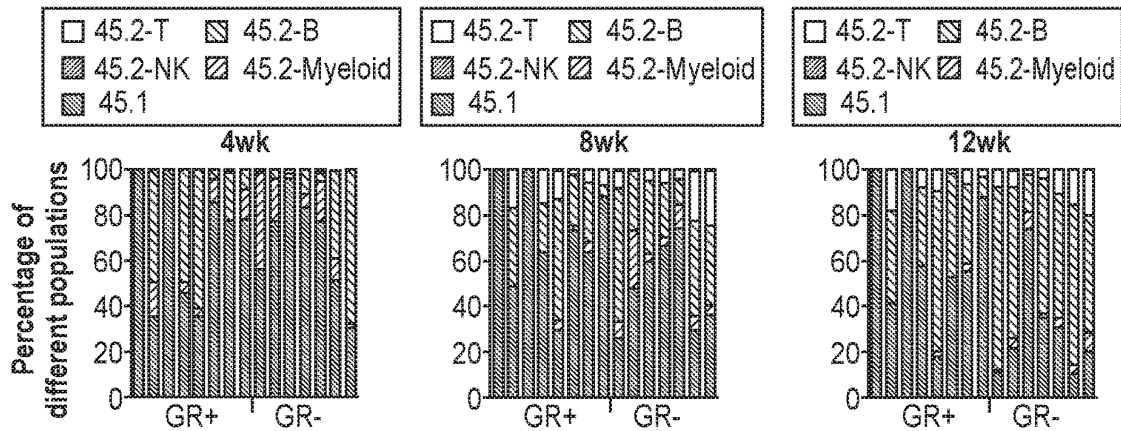 45.2-T 45.2-B
45.2-NK 45.2-Myeloid
45.1
45.2-T 45.2-B
45.2-NK 45.2-Myeloid
45.1
45.2-T 45.2-B
45.2-NK 45.2-Myeloid
45.1
4wk
8wk
12wk
Percentage of
different populations
100
80
60
40
20
0
GR+ GR-
100
80
60
40
20
0
GR+ GR-
100
80
60
40
20
0
GR+ GR-